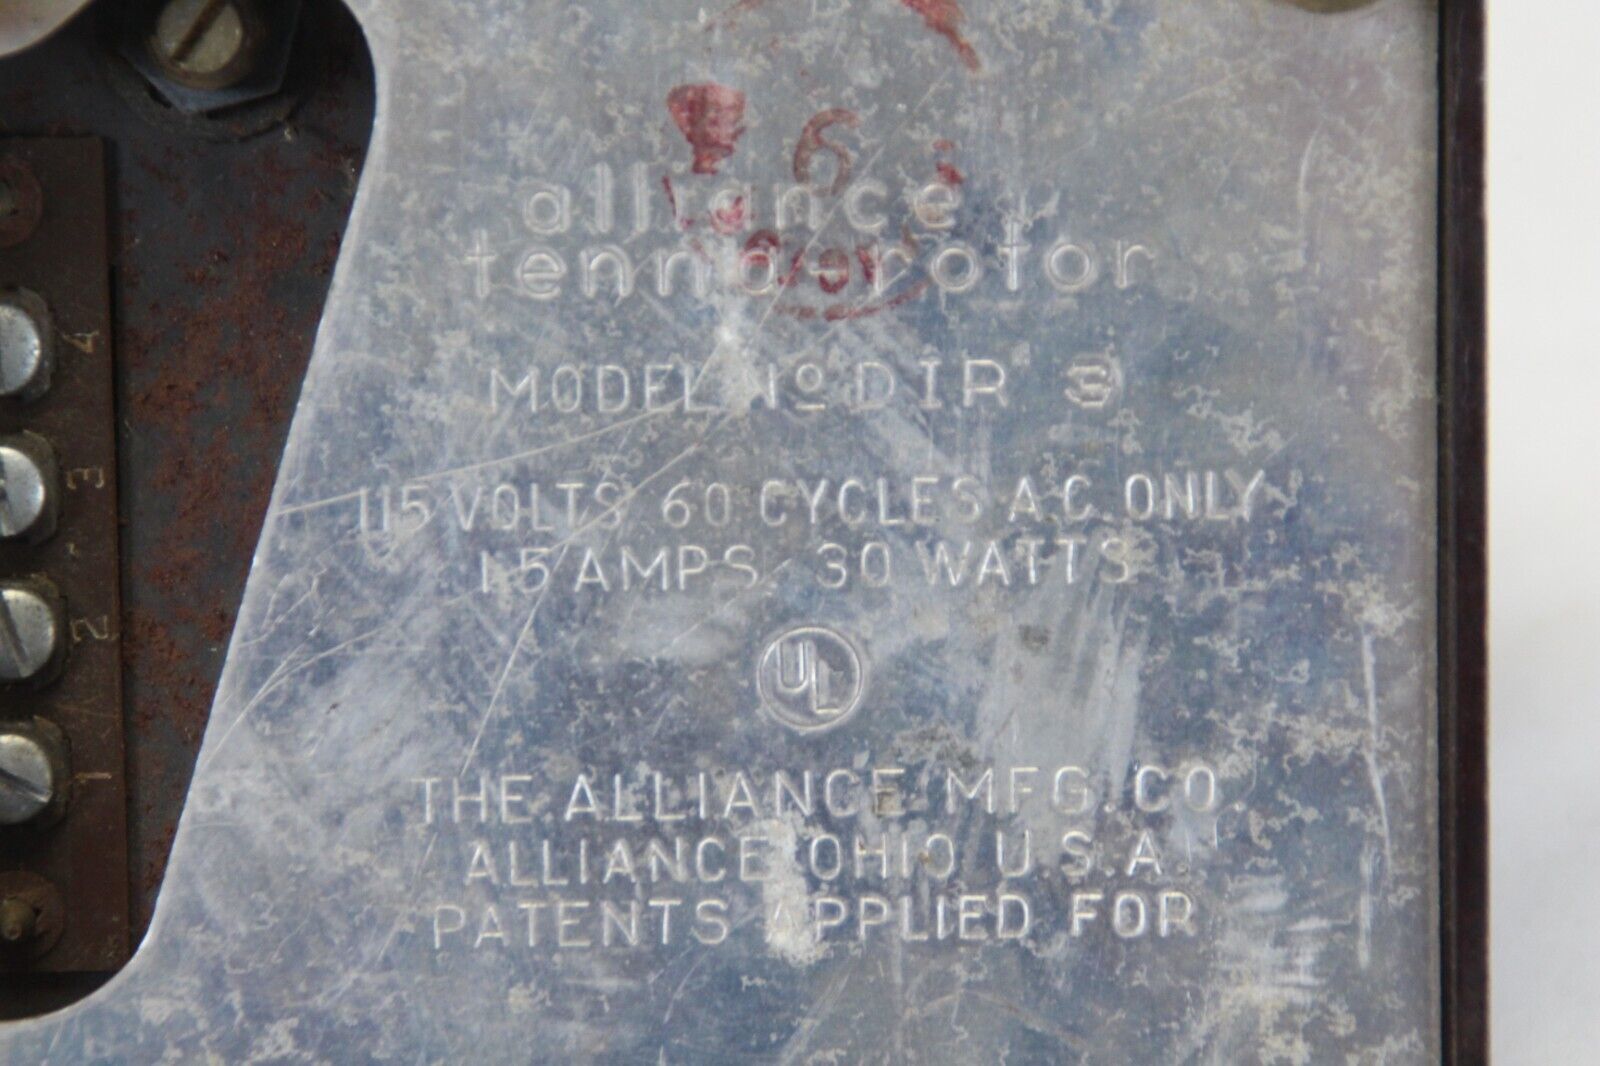 6
alliance
tenna-rotor
MODEL No DIR 3
115 VOLTS 60 CYCLES A.C. ONLY
1.5 AMPS 30 WATTS
UL
THE ALLIANCE MFG. CO.
ALLIANCE OHIO U.S.A.
PATENTS APPLIED FOR
4
3
2
1